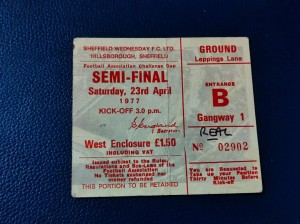 SHEFFIELD WEDNESDAY F.C. LTD.
HILLSBOROUGH, SHEFFIELD
Football Association Challenge Cup
SEMI-FINAL
Saturday, 23rd April
1977
KICK-OFF 3.0 p.m.
West Enclosure £1.50
INCLUDING VAT
Issued subject to the Rules,
Regulations and Bye-Laws of the
Football Association
No Tickets exchanged or
money refunded
THIS PORTION TO BE RETAINED
GROUND
Leppings Lane
ENTRANCE
B
Gangway 1
REAL
No 02902
You are Requested to
Take up your Position
Thirty Minutes Before
Kick-off